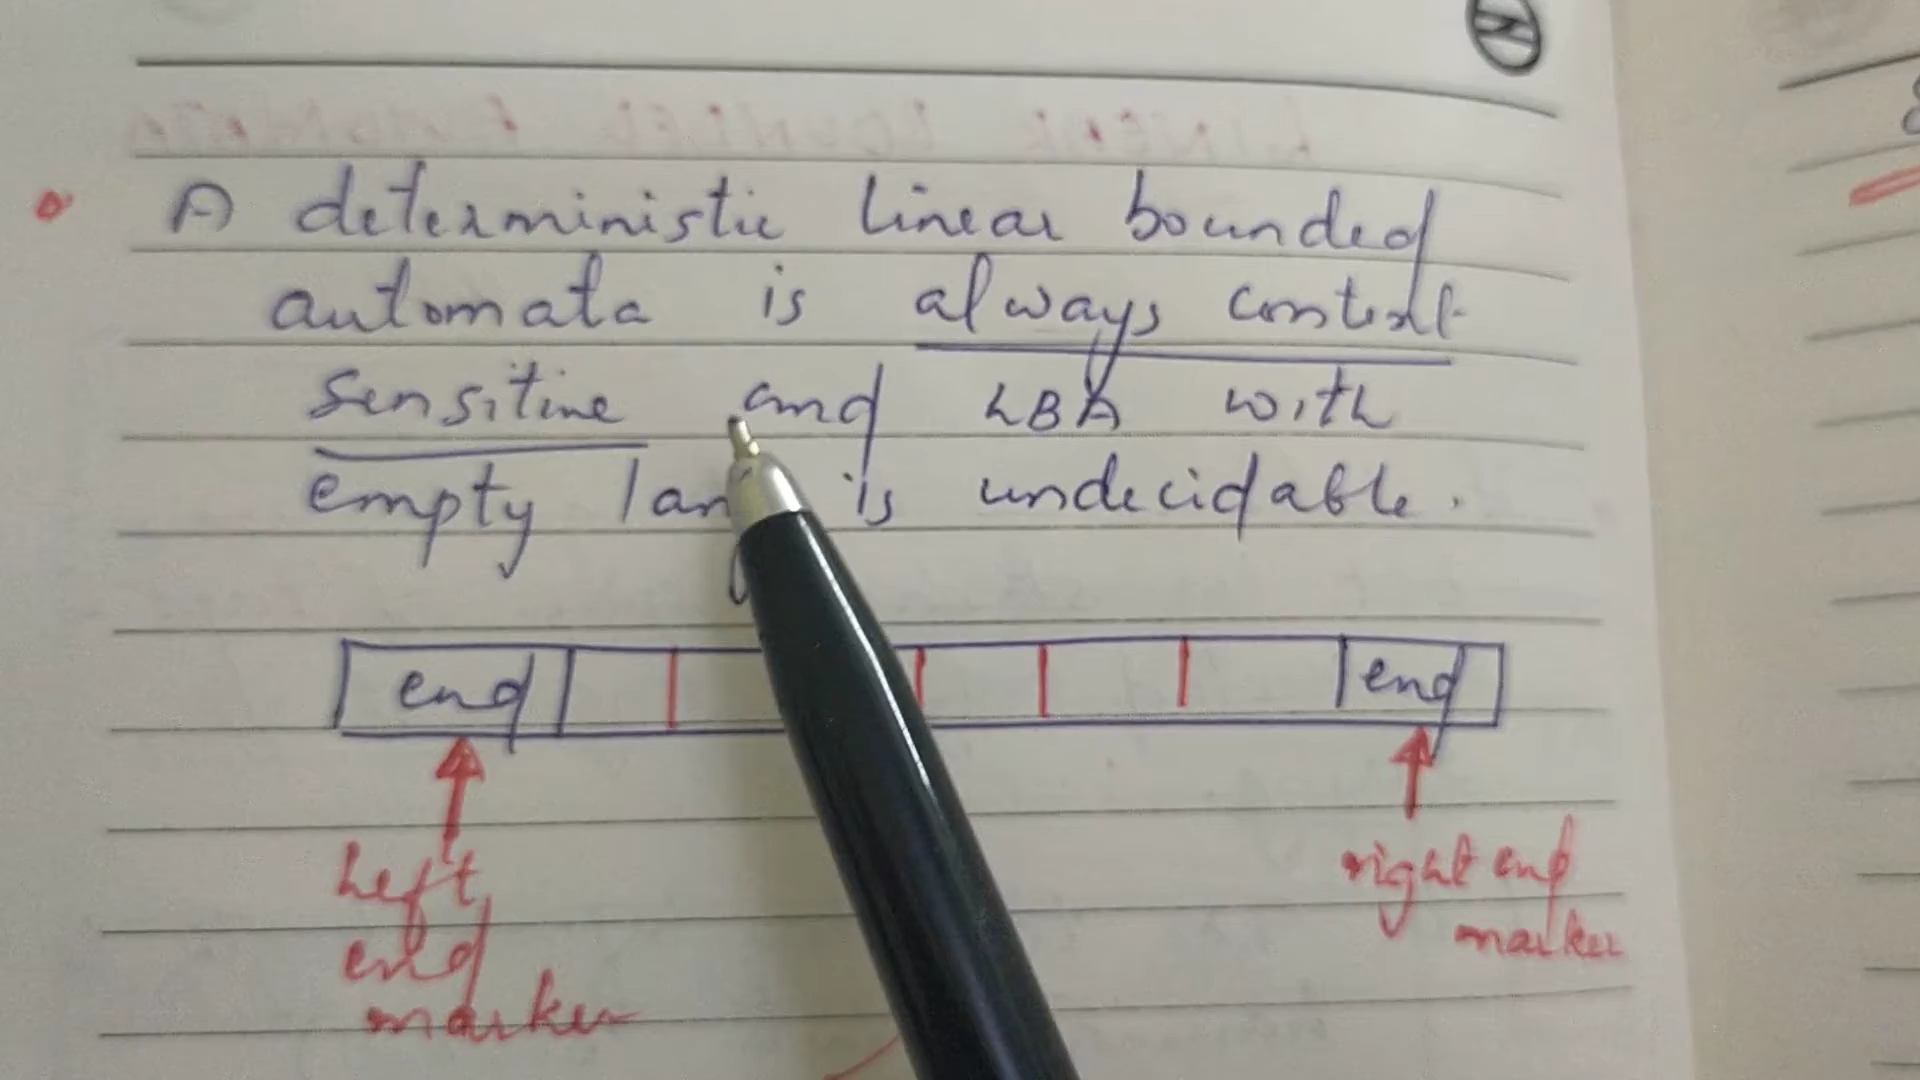 A deterministic linear bounded
automata is always context
sensitive and LBA with
empty lang is undecidable.
end end
left
end
marker
right end
marker